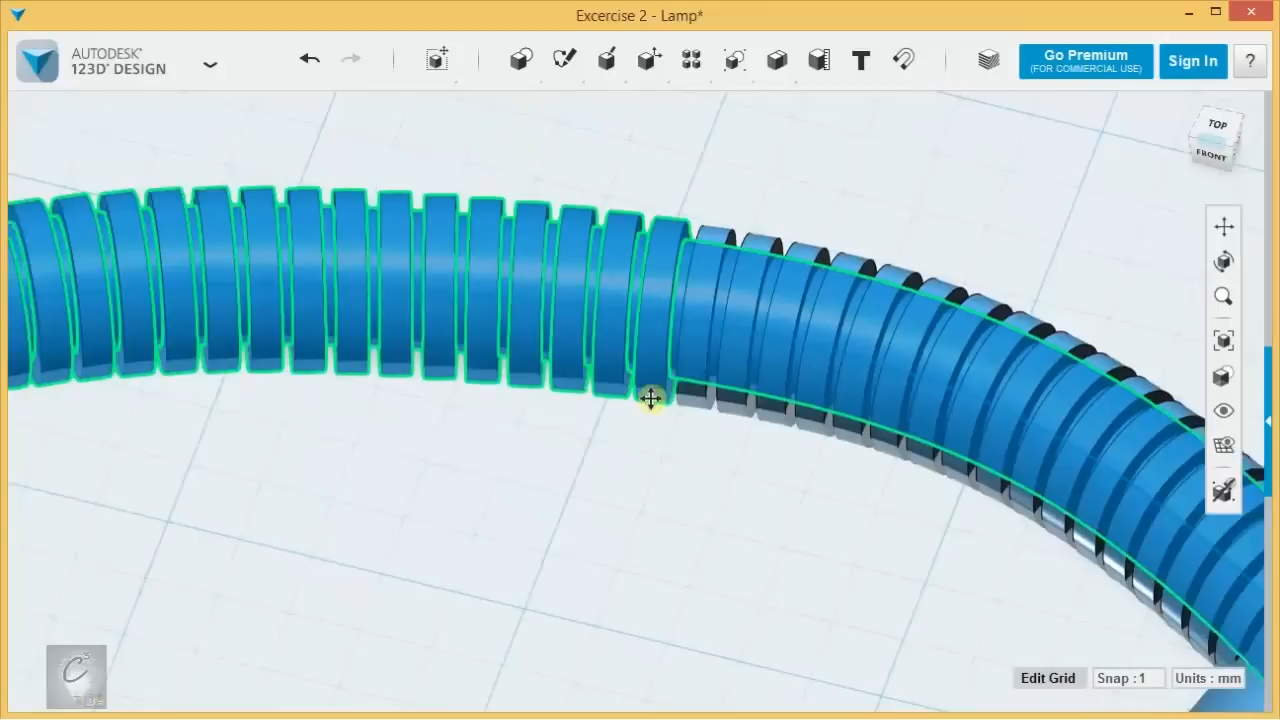 Excercise 2 - Lamp*
AUTODESK®
123D® DESIGN
Go Premium
(FOR COMMERCIAL USE)
Sign In
?
TOP
FRONT
Edit Grid
Snap : 1
Units : mm